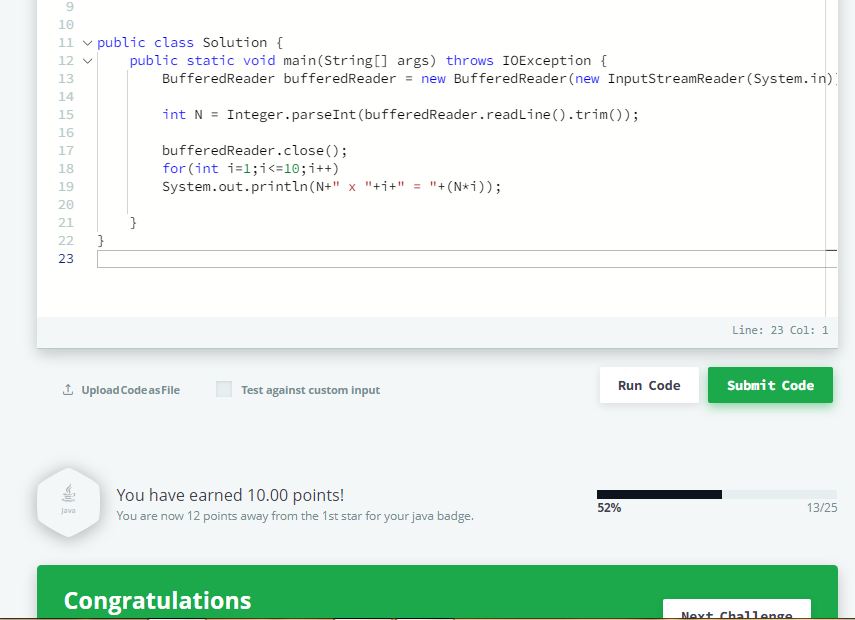 9
10
11 public class Solution {
12 public static void main(String[] args) throws IOException {
13 BufferedReader bufferedReader = new BufferedReader(new InputStreamReader(System.in)
14
15 int N = Integer.parseInt(bufferedReader.readLine().trim());
16
17 bufferedReader.close();
18 for(int i=1;i<=10;i++)
19 System.out.println(N+" x "+i+" = "+(N*i));
20
21 }
22 }
23
Line: 23 Col: 1
Upload Code as File
Test against custom input
Run Code
Submit Code
Java
You have earned 10.00 points!
You are now 12 points away from the 1st star for your java badge.
52%
13/25
Congratulations
Next Challenge